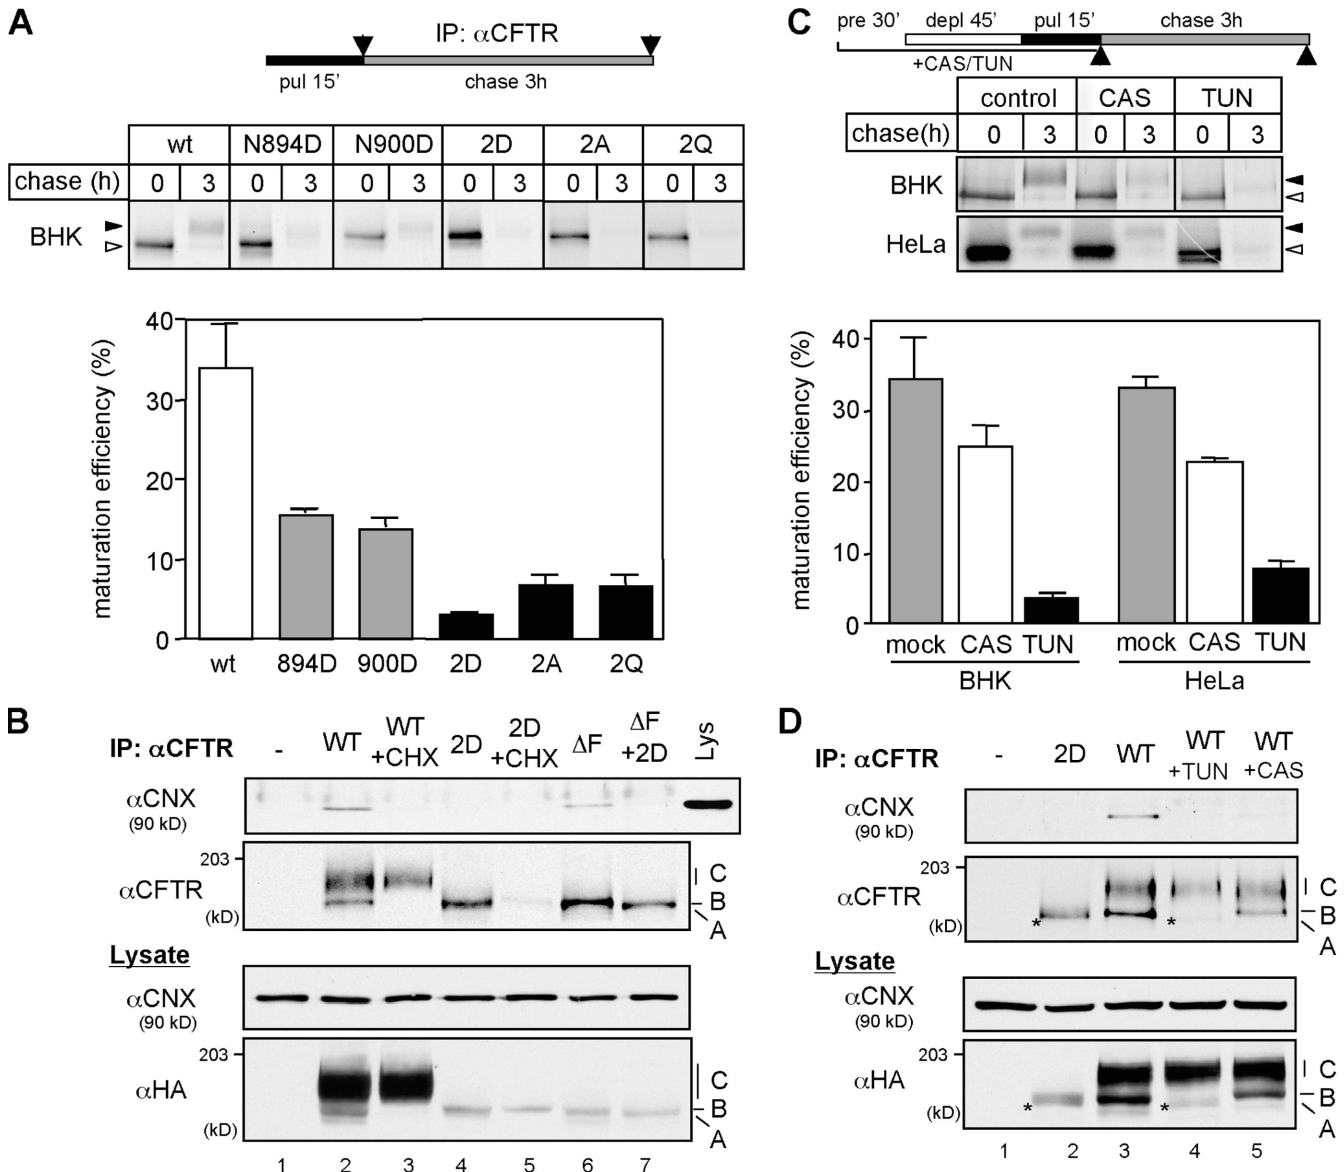 A
IP: αCFTR
pul 15’ chase 3h
wt N894D N900D 2D 2A 2Q
chase (h) 0 3 0 3 0 3 0 3 0 3 0 3
BHK
maturation efficiency (%)
40
30
20
10
0
wt 894D 900D 2D 2A 2Q
C
pre 30’ depl 45’ pul 15’ chase 3h
+CAS/TUN
control CAS TUN
chase(h) 0 3 0 3 0 3
BHK
HeLa
maturation efficiency (%)
40
30
20
10
0
mock CAS TUN mock CAS TUN
BHK HeLa
B
IP: αCFTR - WT WT +CHX 2D 2D +CHX ΔF ΔF +2D Lys
αCNX
(90 kD)
203
αCFTR
(kD)
C
B
A
Lysate
αCNX
(90 kD)
203
αHA
(kD)
C
B
A
1 2 3 4 5 6 7
D
IP: αCFTR - 2D WT WT +TUN WT +CAS
αCNX
(90 kD)
203
αCFTR
(kD)
* *
C
B
A
Lysate
αCNX
(90 kD)
203
αHA
(kD)
* *
C
B
A
1 2 3 4 5